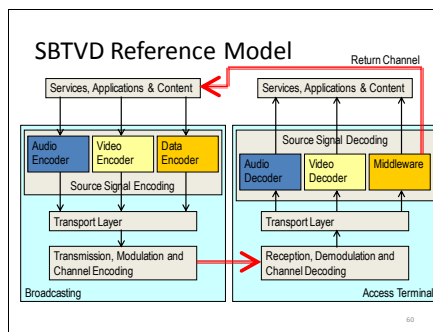 SBTVD Reference Model
Return Channel
Services, Applications & Content
Services, Applications & Content
Audio
Encoder
Video
Encoder
Data
Encoder
Source Signal Encoding
Transport Layer
Transmission, Modulation and
Channel Encoding
Broadcasting
Source Signal Decoding
Audio
Decoder
Video
Decoder
Middleware
Transport Layer
Reception, Demodulation and
Channel Decoding
Access Terminal
60